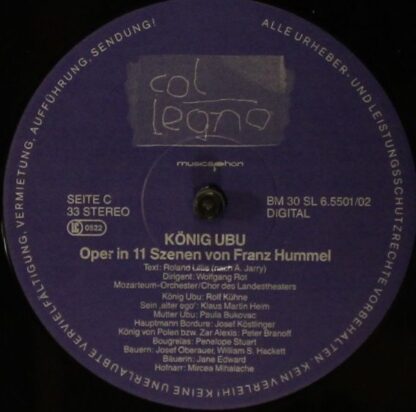 ALLE URHEBER- UND LEISTUNGSSCHUTZRECHTE VORBEHALTEN. KEIN VERLEIH! KEINE UNERLAUBTE VERVIELFÄLTIGUNG, VERMIETUNG, AUFFÜHRUNG, SENDUNG!
col
legno
musicaphon
SEITE C
33 STEREO
LC 0522
BM 30 SL 6.5501/02
DIGITAL
KÖNIG UBU
Oper in 11 Szenen von Franz Hummel
Text: Roland Lillie (nach A. Jarry)
Dirigent: Wolfgang Rot
Mozarteum-Orchester/Chor des Landestheaters
König Ubu: Rolf Kühne
Sein 'alter ego': Klaus Martin Heim
Mutter Ubu: Paula Bukovac
Hauptmann Bordure: Josef Köstlinger
König von Polen bzw. Zar Alexis: Peter Branoff
Bougrelas: Penelope Stuart
Bauern: Josef Oberauer, William S. Hackett
Bäuerin: Jane Edward
Hofnarr: Mircea Mihalache